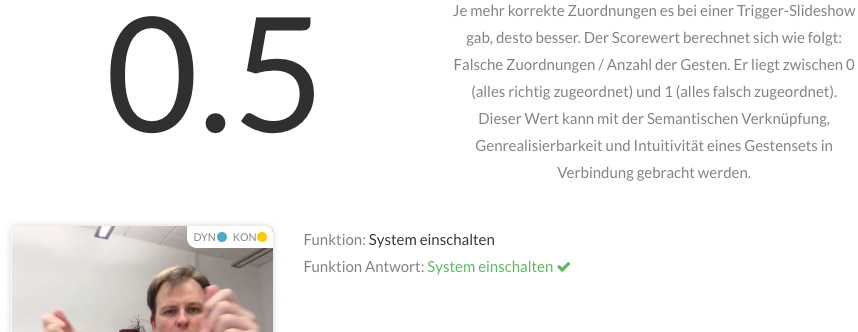 0.5
Je mehr korrekte Zuordnungen es bei einer Trigger-Slideshow
gab, desto besser. Der Scorewert berechnet sich wie folgt:
Falsche Zuordnungen / Anzahl der Gesten. Er liegt zwischen 0
(alles richtig zugeordnet) und 1 (alles falsch zugeordnet).
Dieser Wert kann mit der Semantischen Verknüpfung,
Genrealisierbarkeit und Intuitivität eines Gestensets in
Verbindung gebracht werden.
DYN KON
Funktion: System einschalten
Funktion Antwort: System einschalten